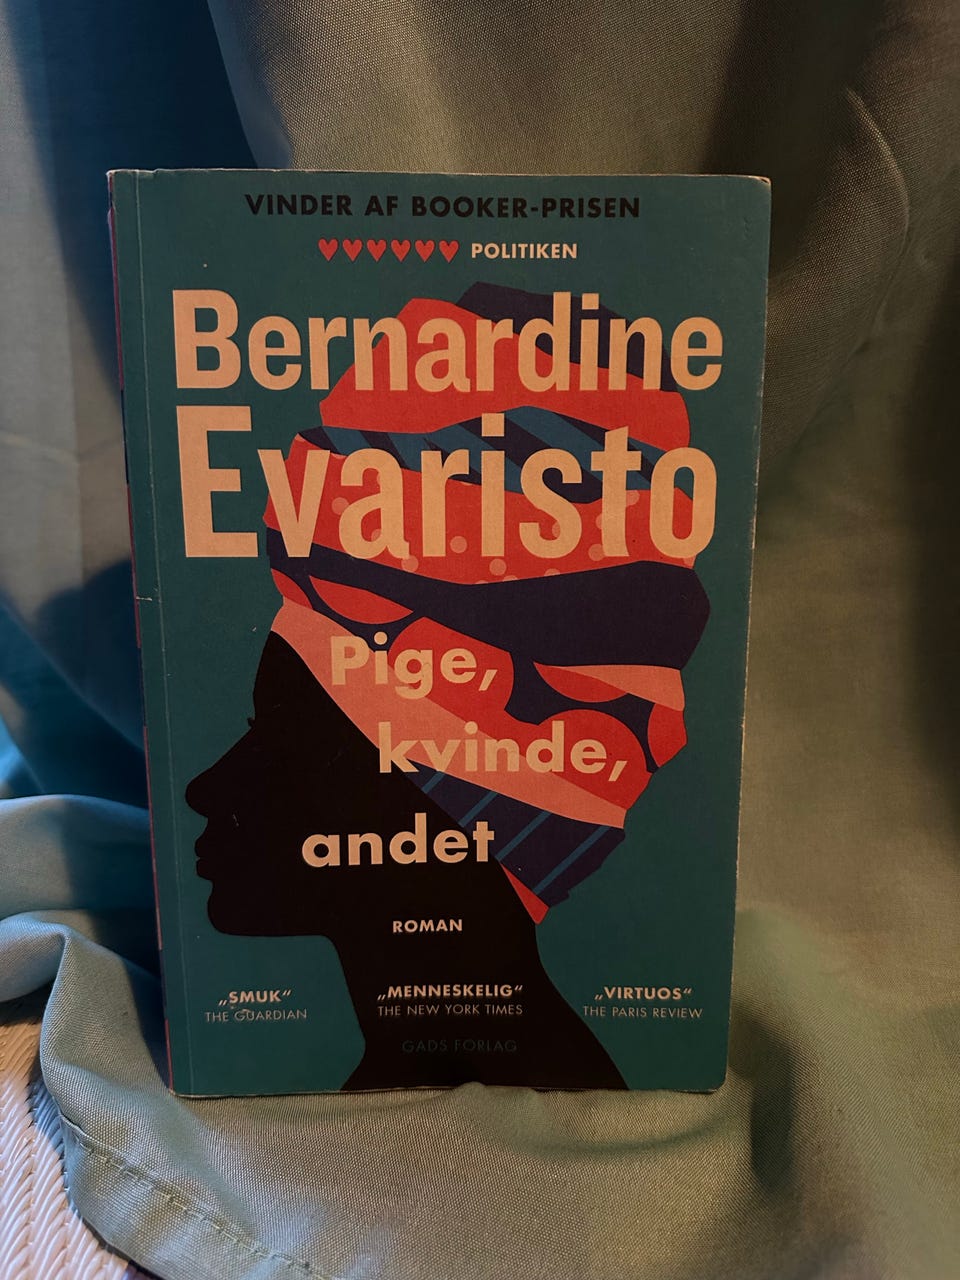 VINDER AF BOOKER-PRISEN
♥♥♥♥♥♥ POLITIKEN
Bernardine
Evaristo
Pige,
kvinde,
andet
ROMAN
„SMUK“
THE GUARDIAN
„MENNESKELIG“
THE NEW YORK TIMES
„VIRTUOS“
THE PARIS REVIEW
GADS FORLAG